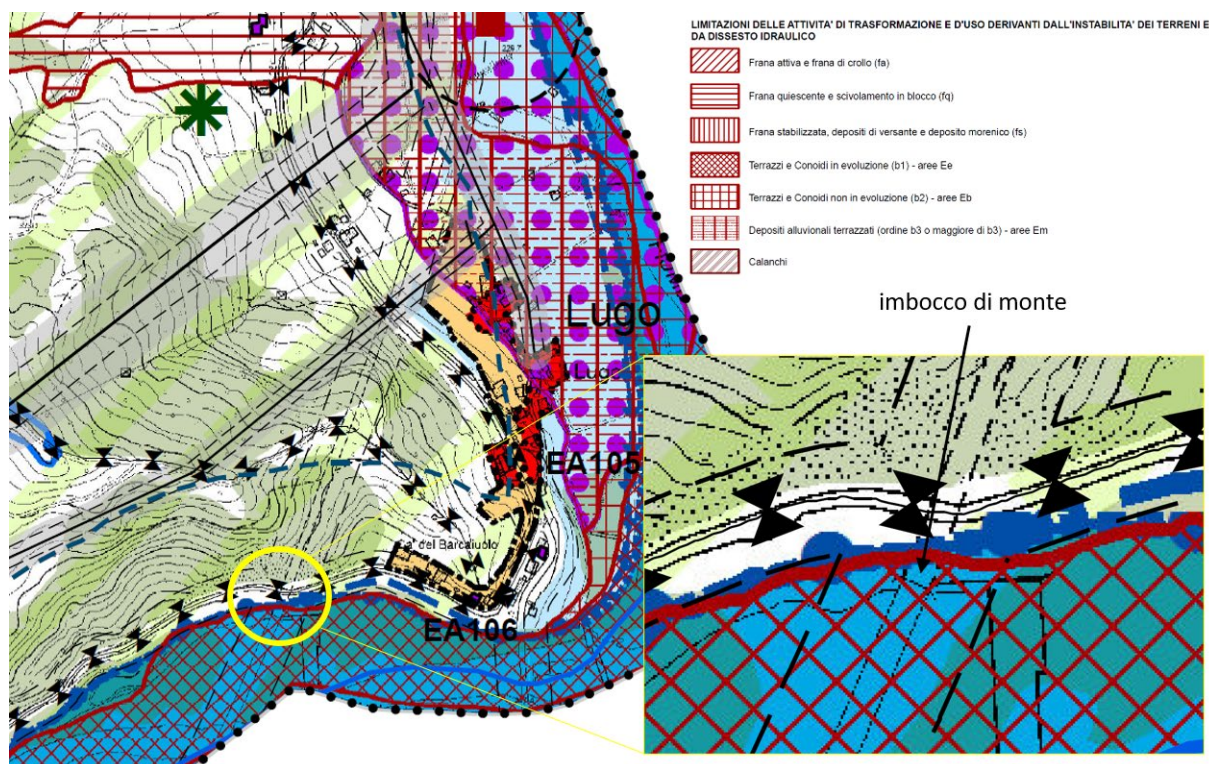 LIMITAZIONI DELLE ATTIVITA' DI TRASFORMAZIONE E D'USO DERIVANTI DALL'INSTABILITA' DEI TERRENI E
DA DISSESTO IDRAULICO
Frana attiva e frana di crollo (fa)
Frana quiescente e scivolamento in blocco (fq)
Frana stabilizzata, depositi di versante e deposito morenico (fs)
Terrazzi e Conoidi in evoluzione (b1) - aree Ee
Terrazzi e Conoidi non in evoluzione (b2) - aree Eb
Depositi alluvionali terrazzati (ordine b3 o maggiore di b3) - aree Em
Calanchi
imbocco di monte
Lugo
EA105
Ca' del Barcaiuolo
EA106